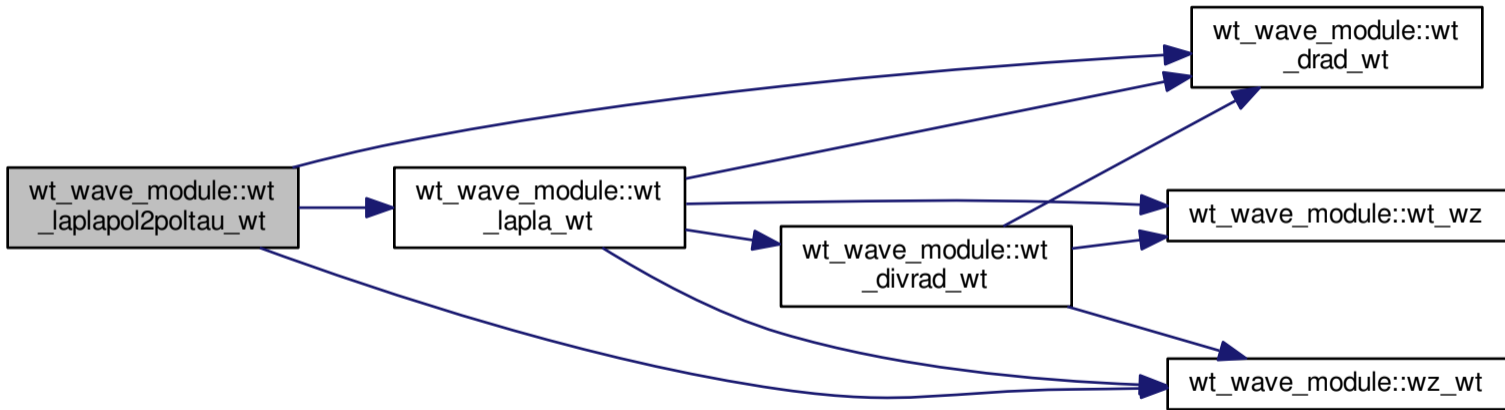 wt_wave_module::wt
_laplapol2poltau_wt
wt_wave_module::wt
_lapla_wt
wt_wave_module::wt
_divrad_wt
wt_wave_module::wt
_drad_wt
wt_wave_module::wt_wz
wt_wave_module::wz_wt